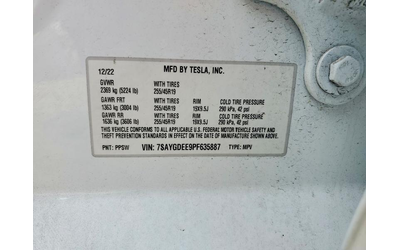 MFD BY TESLA, INC.
12/22
GVWR WITH TIRES
2369 kg (5224 lb) 255/45R19
GAWR FRT WITH TIRES RIM COLD TIRE PRESSURE
1363 kg (3004 lb) 255/45R19 19X9.5J 290 kPa, 42 psi
GAWR RR WITH TIRES RIM COLD TIRE PRESSURE
1636 kg (3606 lb) 255/45R19 19X9.5J 290 kPa, 42 psi
THIS VEHICLE CONFORMS TO ALL APPLICABLE FEDERAL MOTOR VEHICLE SAFETY AND
THEFT PREVENTION STANDARDS IN EFFECT ON THE DATE OF MANUFACTURE SHOWN ABOVE.
PNT: PPSW VIN: 7SAYGDEE9PF635887 TYPE: MPV